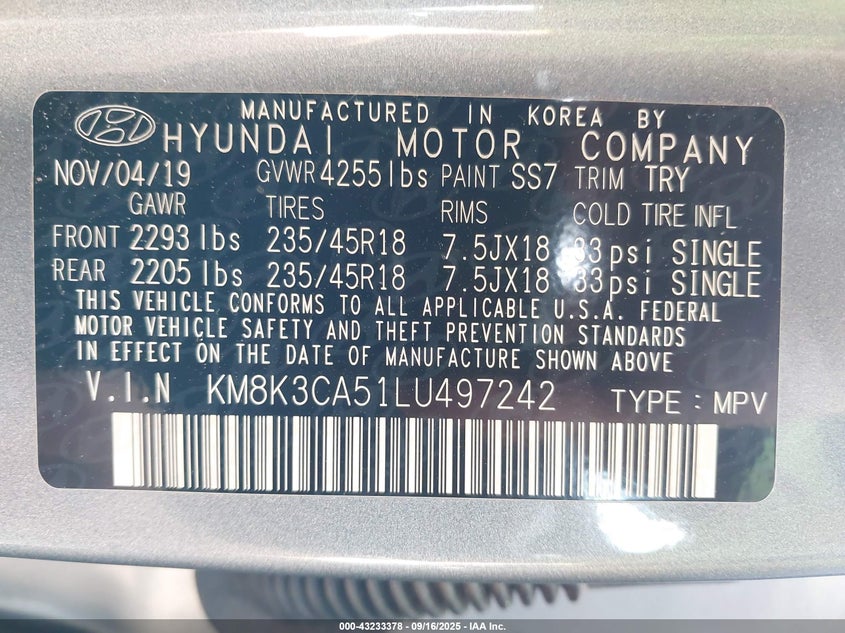 MANUFACTURED IN KOREA BY
HYUNDAI MOTOR COMPANY
NOV/04/19 GVWR 4255 lbs PAINT SS7 TRIM TRY
GAWR TIRES RIMS COLD TIRE INFL
FRONT 2293 lbs 235/45R18 7.5JX18 33psi SINGLE
REAR 2205 lbs 235/45R18 7.5JX18 33psi SINGLE
THIS VEHICLE CONFORMS TO ALL APPLICABLE U.S.A. FEDERAL
MOTOR VEHICLE SAFETY AND THEFT PREVENTION STANDARDS
IN EFFECT ON THE DATE OF MANUFACTURE SHOWN ABOVE
V.I.N KM8K3CA51LU497242 TYPE : MPV
000-43233378 - 09/16/2025 - IAA Inc.